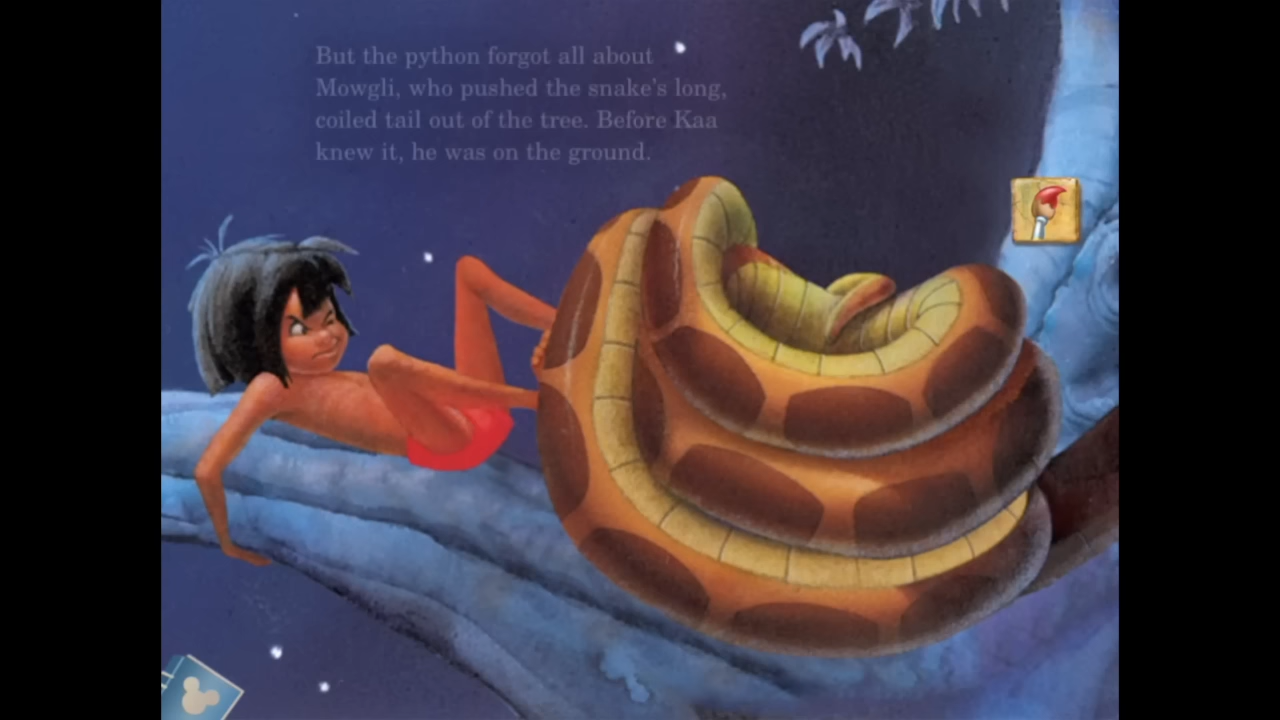 But the python forgot all about
Mowgli, who pushed the snake's long,
coiled tail out of the tree. Before Kaa
knew it, he was on the ground.